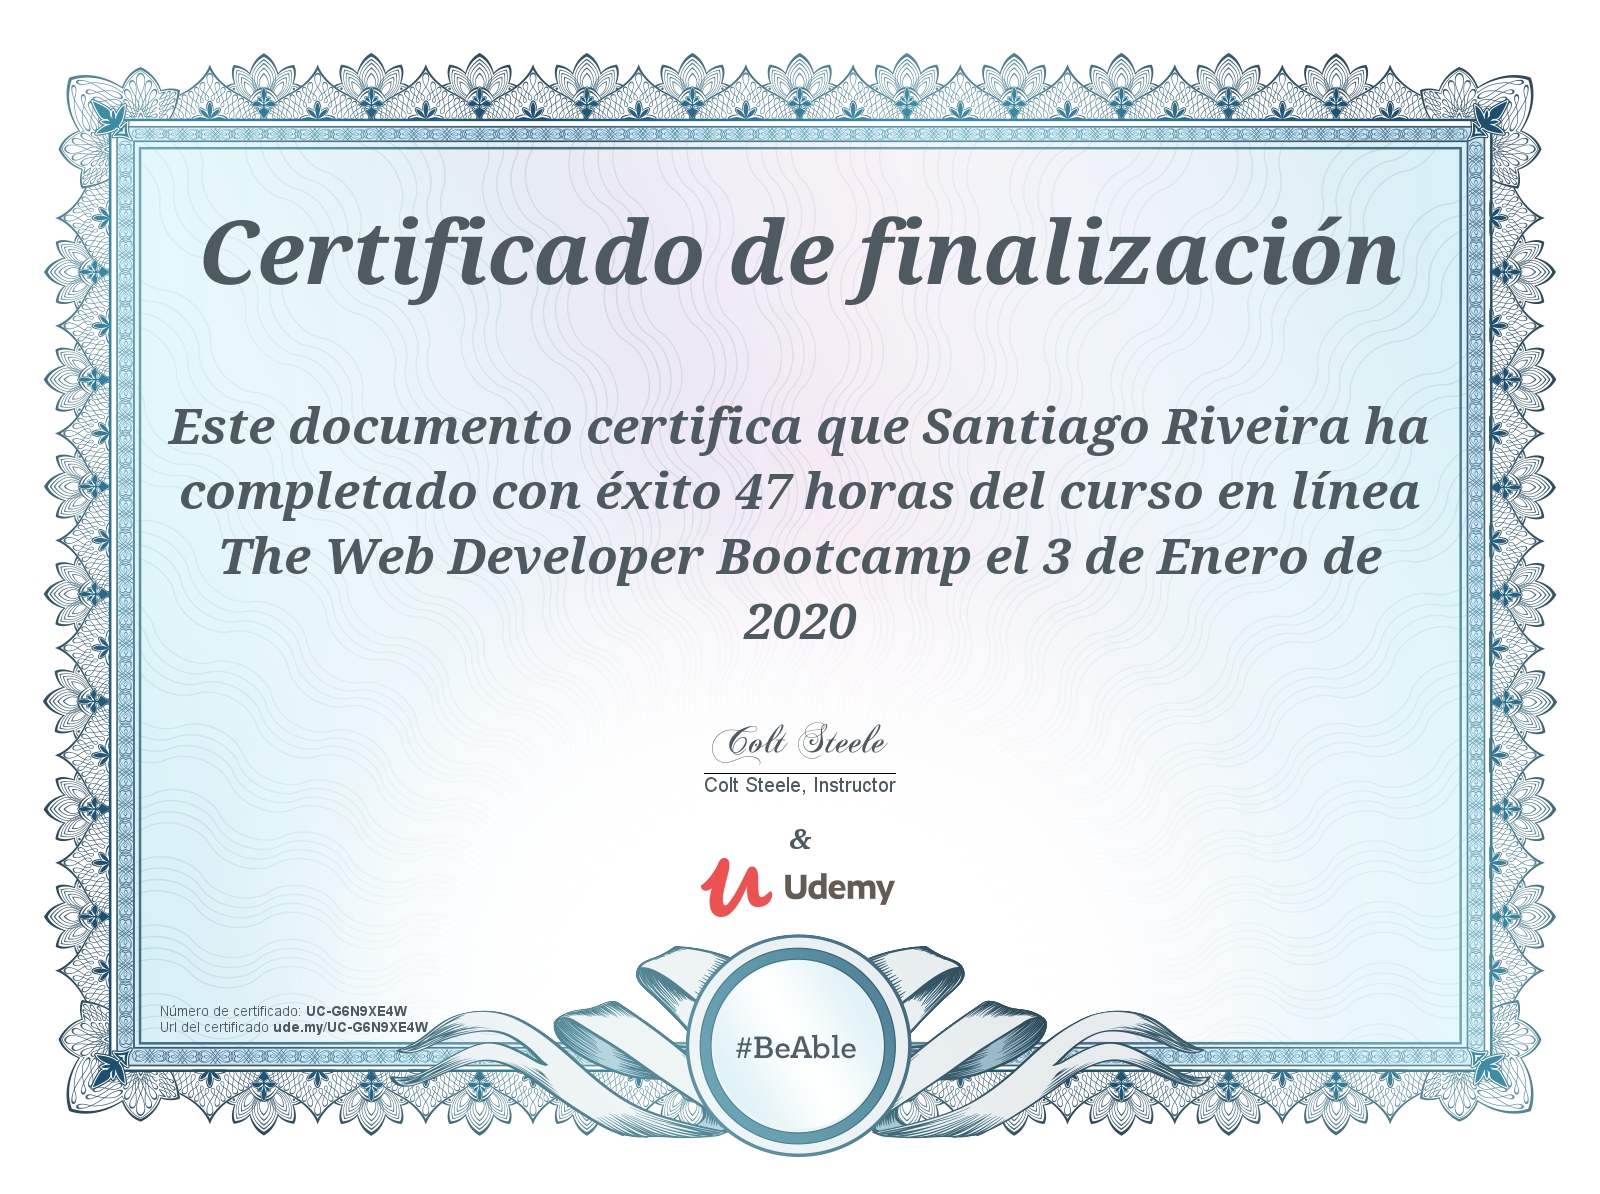 Certificado de finalización
Este documento certifica que Santiago Riveira ha
completado con éxito 47 horas del curso en línea
The Web Developer Bootcamp el 3 de Enero de
2020
Colt Steele
Colt Steele, Instructor
&
Udemy
#BeAble
Número de certificado: UC-G6N9XE4W
Url del certificado ude.my/UC-G6N9XE4W